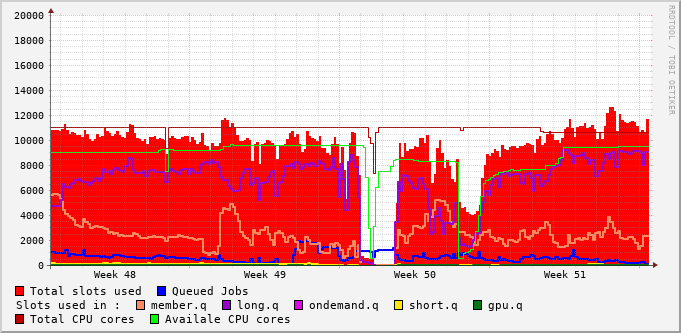 20000
18000
16000
14000
12000
10000
8000
6000
4000
2000
0
Week 48 Week 49 Week 50 Week 51
Total slots used Queued Jobs
Slots used in : member.q long.q ondemand.q short.q gpu.q
Total CPU cores Availale CPU cores
RRDTOOL / TOBI OETIKER